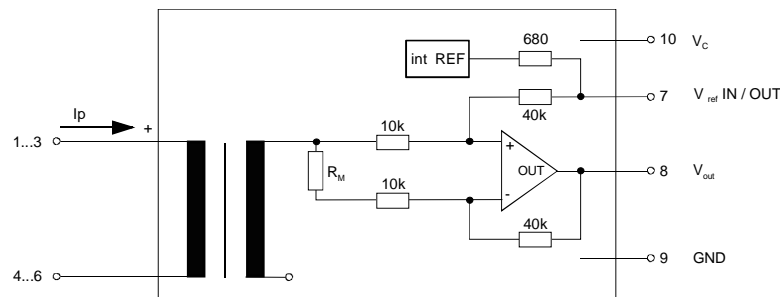 680
10
V_C
int REF
Ip
+
7
V_ref IN / OUT
10k
40k
1...3
+
OUT
-
8
V_out
R_M
10k
40k
9
GND
4...6